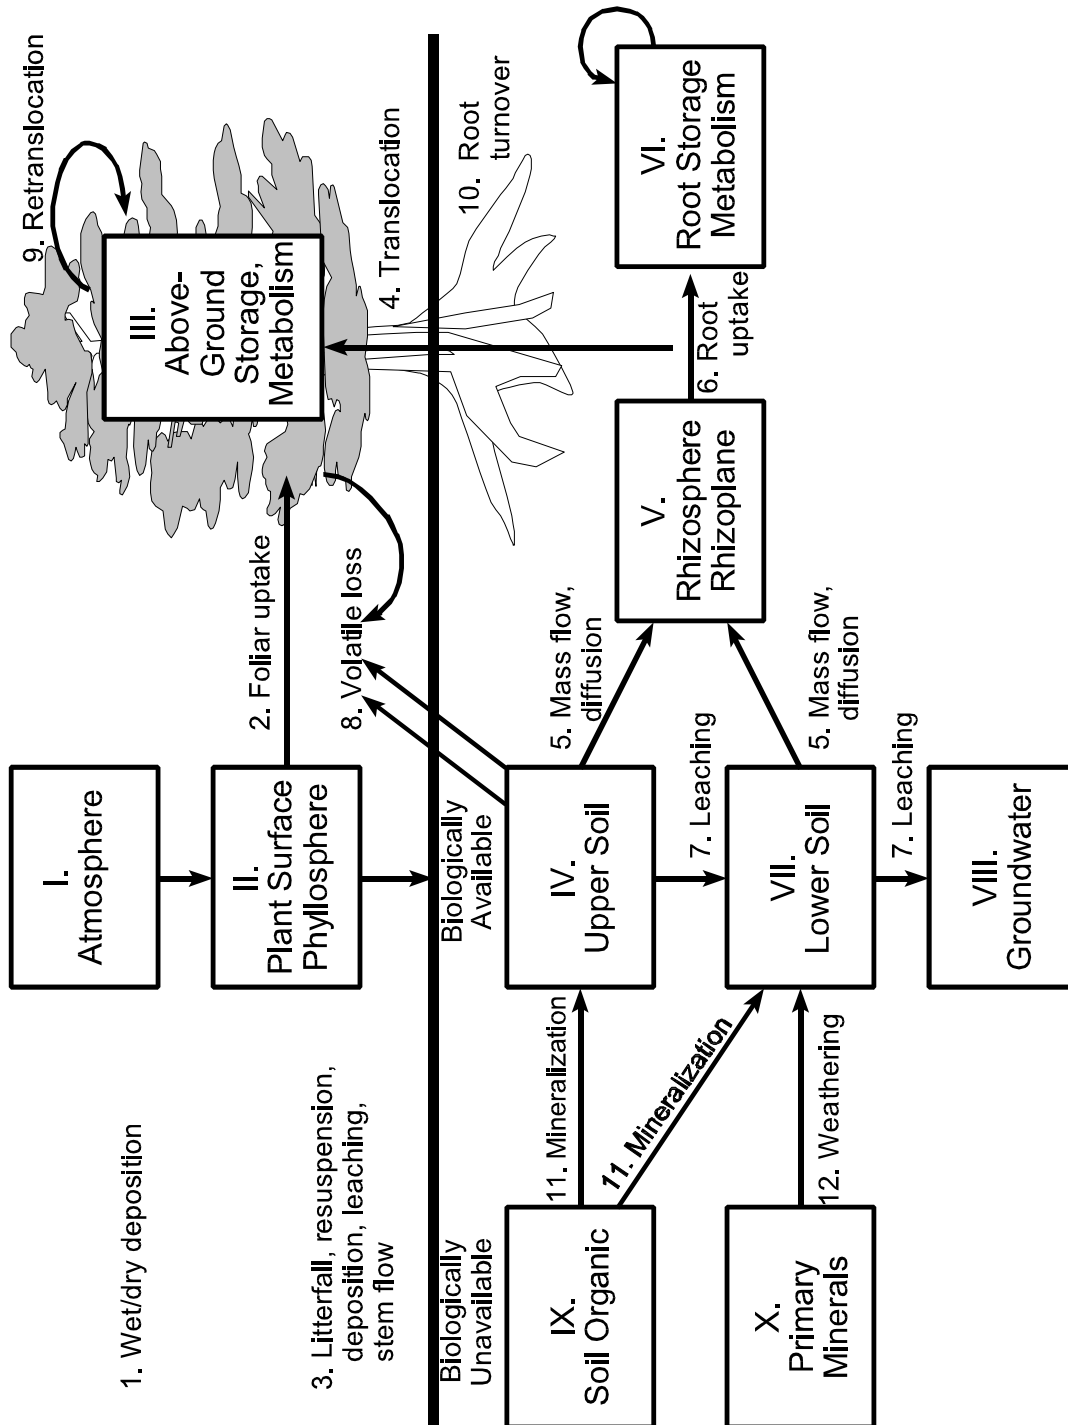 1. Wet/dry deposition
I.
Atmosphere
9. Retranslocation
3. Litterfall, resuspension,
deposition, leaching,
stem flow
II.
Plant Surface
Phyllosphere
2. Foliar uptake
III.
Above-
Ground
Storage,
Metabolism
8. Volatile loss
4. Translocation
Biologically
Unavailable
Biologically
Available
10. Root
turnover
IX.
Soil Organic
11. Mineralization
IV.
Upper Soil
5. Mass flow,
diffusion
V.
Rhizosphere
Rhizoplane
6. Root
uptake
VI.
Root Storage
Metabolism
11. Mineralization
7. Leaching
X.
Primary
Minerals
12. Weathering
VII.
Lower Soil
5. Mass flow,
diffusion
7. Leaching
VIII.
Groundwater